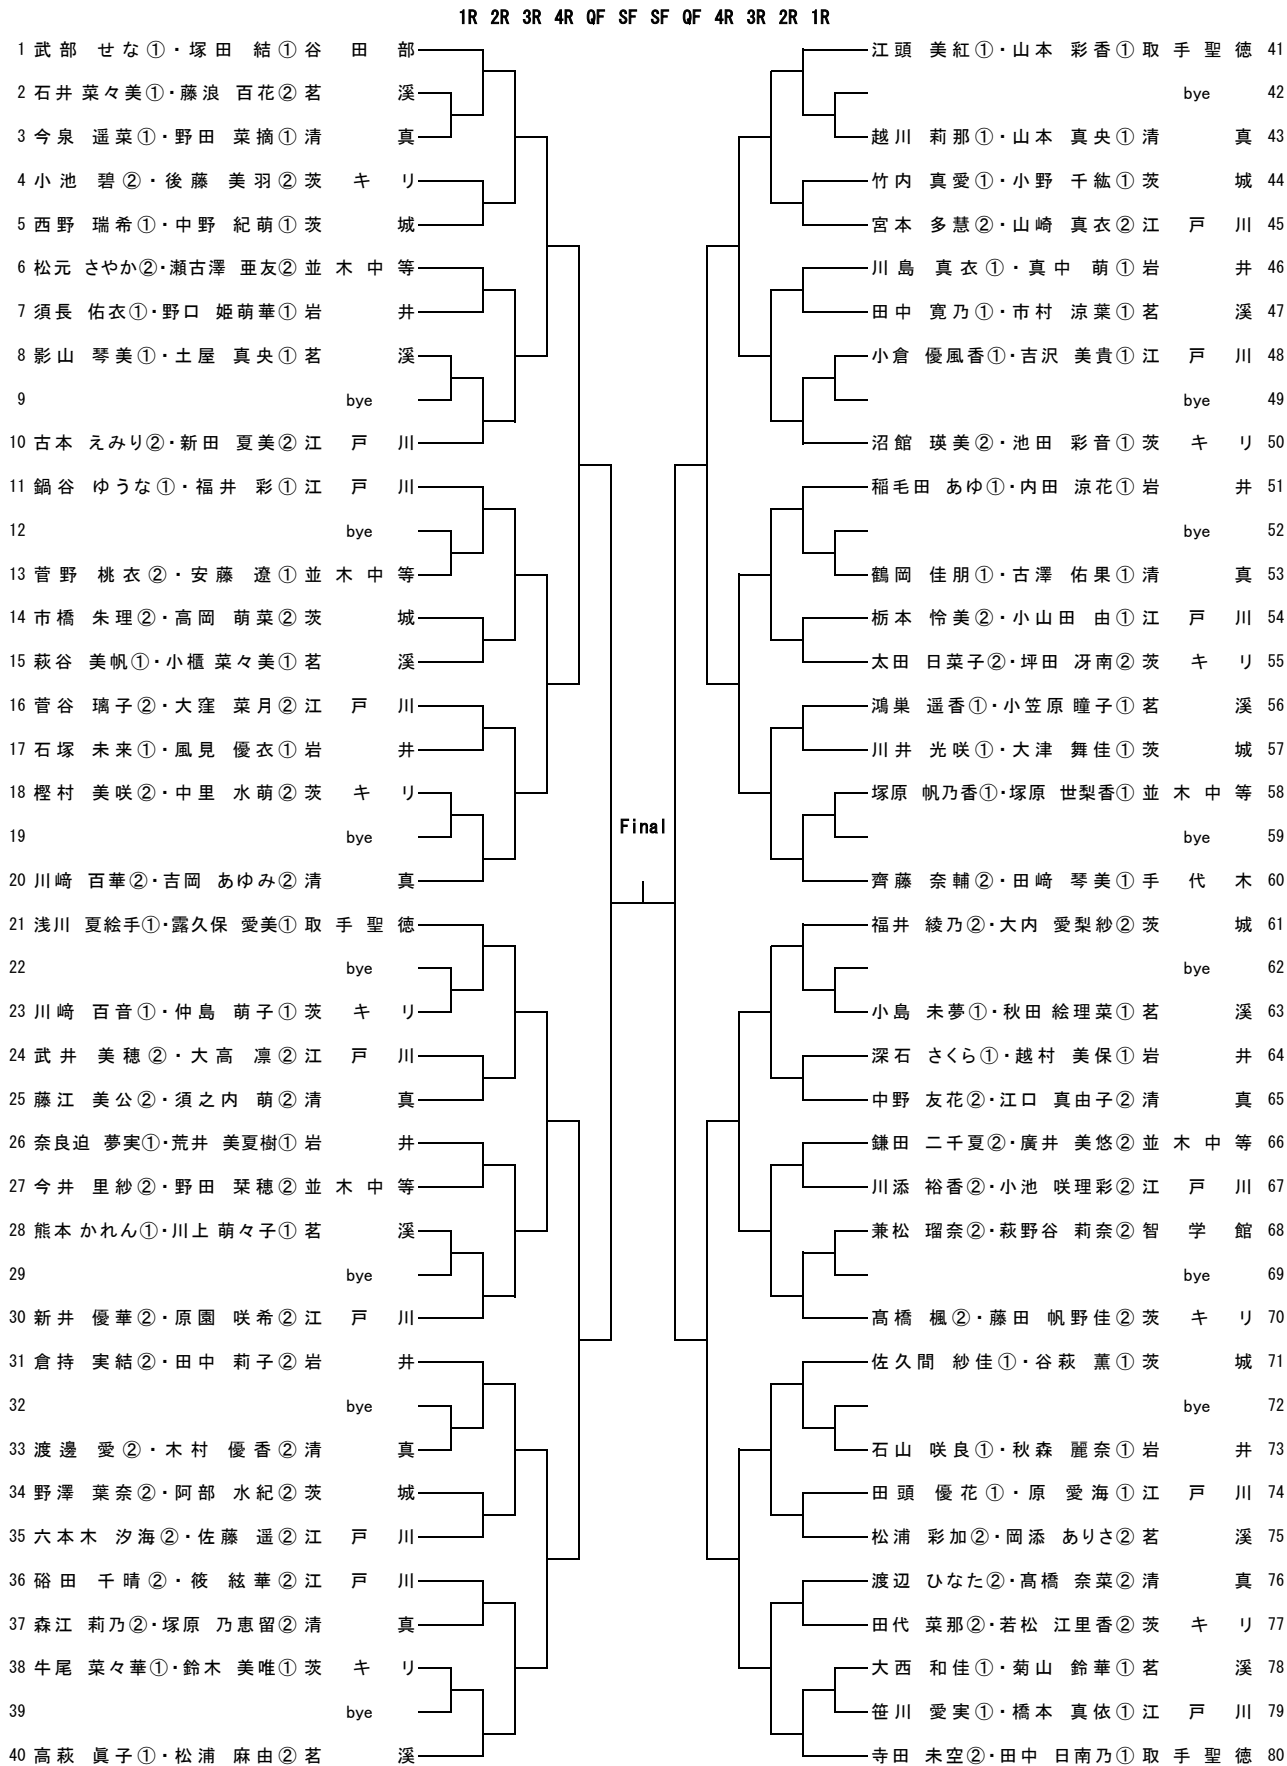 1R 2R 3R 4R QF SF SF QF 4R 3R 2R 1R
1 武部 せな①・塚田 結① 谷田部
2 石井 菜々美①・藤浪 百花② 茗溪
3 今泉 遥菜①・野田 菜摘① 清真
4 小池 碧②・後藤 美羽② 茨キリ
5 西野 瑞希①・中野 紀萌① 茨城
6 松元 さやか②・瀬古澤 亜友② 並木中等
7 須長 佑衣①・野口 姫萌華① 岩井
8 影山 琴美①・土屋 真央① 茗溪
9 bye
10 古本 えみり②・新田 夏美② 江戸川
11 鍋谷 ゆうな①・福井 彩① 江戸川
12 bye
13 菅野 桃衣②・安藤 遼① 並木中等
14 市橋 朱理②・高岡 萌菜② 茨城
15 萩谷 美帆①・小櫃 菜々美① 茗溪
16 菅谷 璃子②・大窪 菜月② 江戸川
17 石塚 未来①・風見 優衣① 岩井
18 樫村 美咲②・中里 水萌② 茨キリ
19 bye
20 川﨑 百華②・吉岡 あゆみ② 清真
21 浅川 夏絵手①・露久保 愛美① 取手聖徳
22 bye
23 川﨑 百音①・仲島 萌子① 茨キリ
24 武井 美穂②・大高 凛② 江戸川
25 藤江 美公②・須之内 萌② 清真
26 奈良迫 夢実①・荒井 美夏樹① 岩井
27 今井 里紗②・野田 栞穂② 並木中等
28 熊本 かれん①・川上 萌々子① 茗溪
29 bye
30 新井 優華②・原園 咲希② 江戸川
31 倉持 実結②・田中 莉子② 岩井
32 bye
33 渡邊 愛②・木村 優香② 清真
34 野澤 葉奈②・阿部 水紀② 茨城
35 六本木 汐海②・佐藤 遥② 江戸川
36 硲田 千晴②・筱 絃華② 江戸川
37 森江 莉乃②・塚原 乃恵留② 清真
38 牛尾 菜々華①・鈴木 美唯① 茨キリ
39 bye
40 高萩 眞子①・松浦 麻由② 茗溪
Final
江頭 美紅①・山本 彩香① 取手聖徳 41
bye 42
越川 莉那①・山本 真央① 清真 43
竹内 真愛①・小野 千紘① 茨城 44
宮本 多慧②・山崎 真衣② 江戸川 45
川島 真衣①・真中 萌① 岩井 46
田中 寛乃①・市村 涼葉① 茗溪 47
小倉 優風香①・吉沢 美貴① 江戸川 48
bye 49
沼館 瑛美②・池田 彩音① 茨キリ 50
稲毛田 あゆ①・内田 涼花① 岩井 51
bye 52
鶴岡 佳朋①・古澤 佑果① 清真 53
栃本 怜美②・小山田 由① 江戸川 54
太田 日菜子②・坪田 冴南② 茨キリ 55
鴻巣 遥香①・小笠原 瞳子① 茗溪 56
川井 光咲①・大津 舞佳① 茨城 57
塚原 帆乃香①・塚原 世梨香① 並木中等 58
bye 59
齊藤 奈輔②・田﨑 琴美① 手代木 60
福井 綾乃②・大内 愛梨紗② 茨城 61
bye 62
小島 未夢①・秋田 絵理菜① 茗溪 63
深石 さくら①・越村 美保① 岩井 64
中野 友花②・江口 真由子② 清真 65
鎌田 二千夏②・廣井 美悠② 並木中等 66
川添 裕香②・小池 咲理彩② 江戸川 67
兼松 瑠奈②・萩野谷 莉奈② 智学館 68
bye 69
髙橋 楓②・藤田 帆野佳② 茨キリ 70
佐久間 紗佳①・谷萩 薫① 茨城 71
bye 72
石山 咲良①・秋森 麗奈① 岩井 73
田頭 優花①・原 愛海① 江戸川 74
松浦 彩加②・岡添 ありさ② 茗溪 75
渡辺 ひなた②・髙橋 奈菜② 清真 76
田代 菜那②・若松 江里香② 茨キリ 77
大西 和佳①・菊山 鈴華① 茗溪 78
笹川 愛実①・橋本 真依① 江戸川 79
寺田 未空②・田中 日南乃① 取手聖徳 80